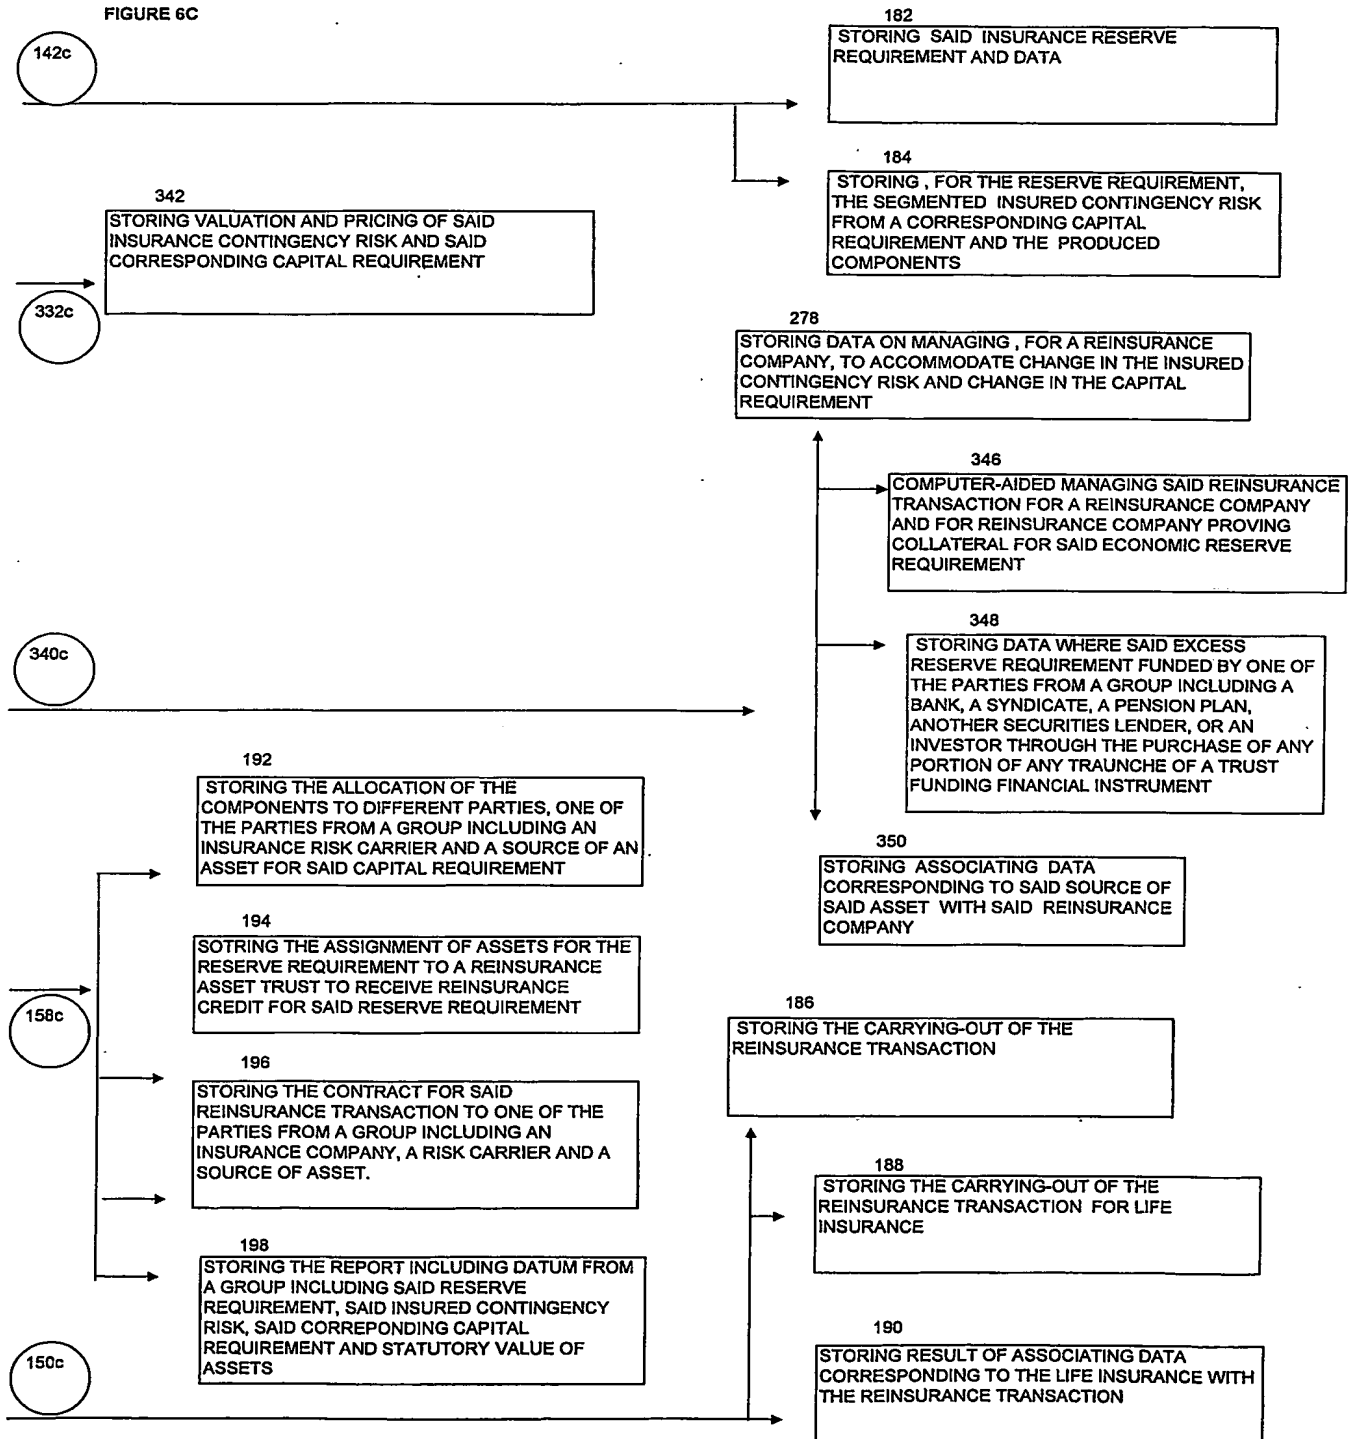 FIGURE 6C
142c
182
STORING SAID INSURANCE RESERVE
REQUIREMENT AND DATA
184
STORING , FOR THE RESERVE REQUIREMENT,
THE SEGMENTED INSURED CONTINGENCY RISK
FROM A CORRESPONDING CAPITAL
REQUIREMENT AND THE PRODUCED
COMPONENTS
342
STORING VALUATION AND PRICING OF SAID
INSURANCE CONTINGENCY RISK AND SAID
CORRESPONDING CAPITAL REQUIREMENT
332c
278
STORING DATA ON MANAGING , FOR A REINSURANCE
COMPANY, TO ACCOMMODATE CHANGE IN THE INSURED
CONTINGENCY RISK AND CHANGE IN THE CAPITAL
REQUIREMENT
346
COMPUTER-AIDED MANAGING SAID REINSURANCE
TRANSACTION FOR A REINSURANCE COMPANY
AND FOR REINSURANCE COMPANY PROVING
COLLATERAL FOR SAID ECONOMIC RESERVE
REQUIREMENT
348
STORING DATA WHERE SAID EXCESS
RESERVE REQUIREMENT FUNDED BY ONE OF
THE PARTIES FROM A GROUP INCLUDING A
BANK, A SYNDICATE, A PENSION PLAN,
ANOTHER SECURITIES LENDER, OR AN
INVESTOR THROUGH THE PURCHASE OF ANY
PORTION OF ANY TRAUNCHE OF A TRUST
FUNDING FINANCIAL INSTRUMENT
340c
350
STORING ASSOCIATING DATA
CORRESPONDING TO SAID SOURCE OF
SAID ASSET WITH SAID REINSURANCE
COMPANY
192
STORING THE ALLOCATION OF THE
COMPONENTS TO DIFFERENT PARTIES, ONE OF
THE PARTIES FROM A GROUP INCLUDING AN
INSURANCE RISK CARRIER AND A SOURCE OF AN
ASSET FOR SAID CAPITAL REQUIREMENT
194
SOTRING THE ASSIGNMENT OF ASSETS FOR THE
RESERVE REQUIREMENT TO A REINSURANCE
ASSET TRUST TO RECEIVE REINSURANCE
CREDIT FOR SAID RESERVE REQUIREMENT
158c
196
STORING THE CONTRACT FOR SAID
REINSURANCE TRANSACTION TO ONE OF THE
PARTIES FROM A GROUP INCLUDING AN
INSURANCE COMPANY, A RISK CARRIER AND A
SOURCE OF ASSET.
198
STORING THE REPORT INCLUDING DATUM FROM
A GROUP INCLUDING SAID RESERVE
REQUIREMENT, SAID INSURED CONTINGENCY
RISK, SAID CORREPONDING CAPITAL
REQUIREMENT AND STATUTORY VALUE OF
ASSETS
150c
186
STORING THE CARRYING-OUT OF THE
REINSURANCE TRANSACTION
188
STORING THE CARRYING-OUT OF THE
REINSURANCE TRANSACTION FOR LIFE
INSURANCE
190
STORING RESULT OF ASSOCIATING DATA
CORRESPONDING TO THE LIFE INSURANCE WITH
THE REINSURANCE TRANSACTION